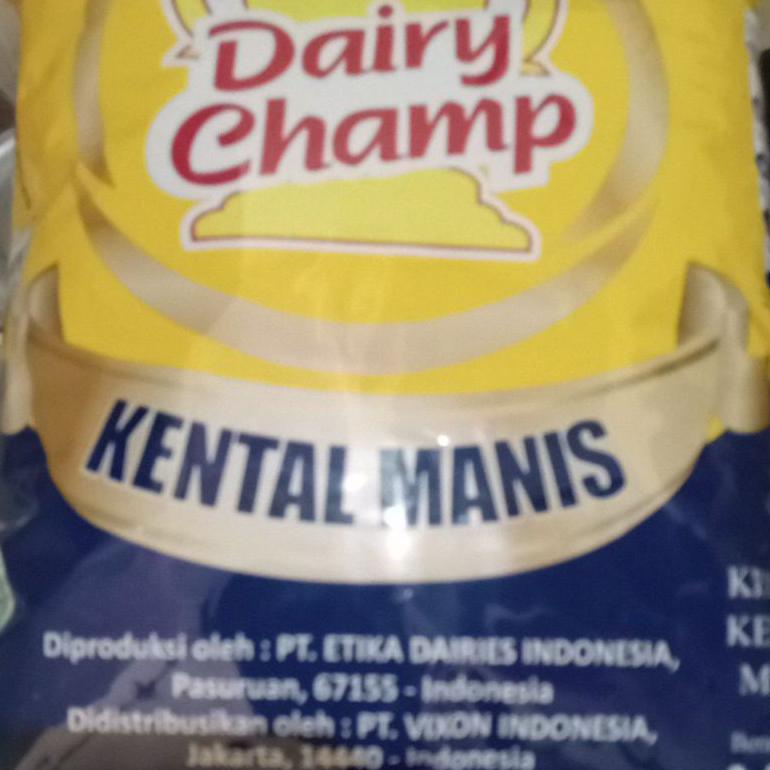 Dairy
Champ
KENTAL MANIS
Diproduksi oleh : PT. ETIKA DAIRIES INDONESIA,
Pasuruan, 67155 - Indonesia
Didistribusikan oleh : PT. VIXON INDONESIA,
Jakarta, 14440 - Indonesia